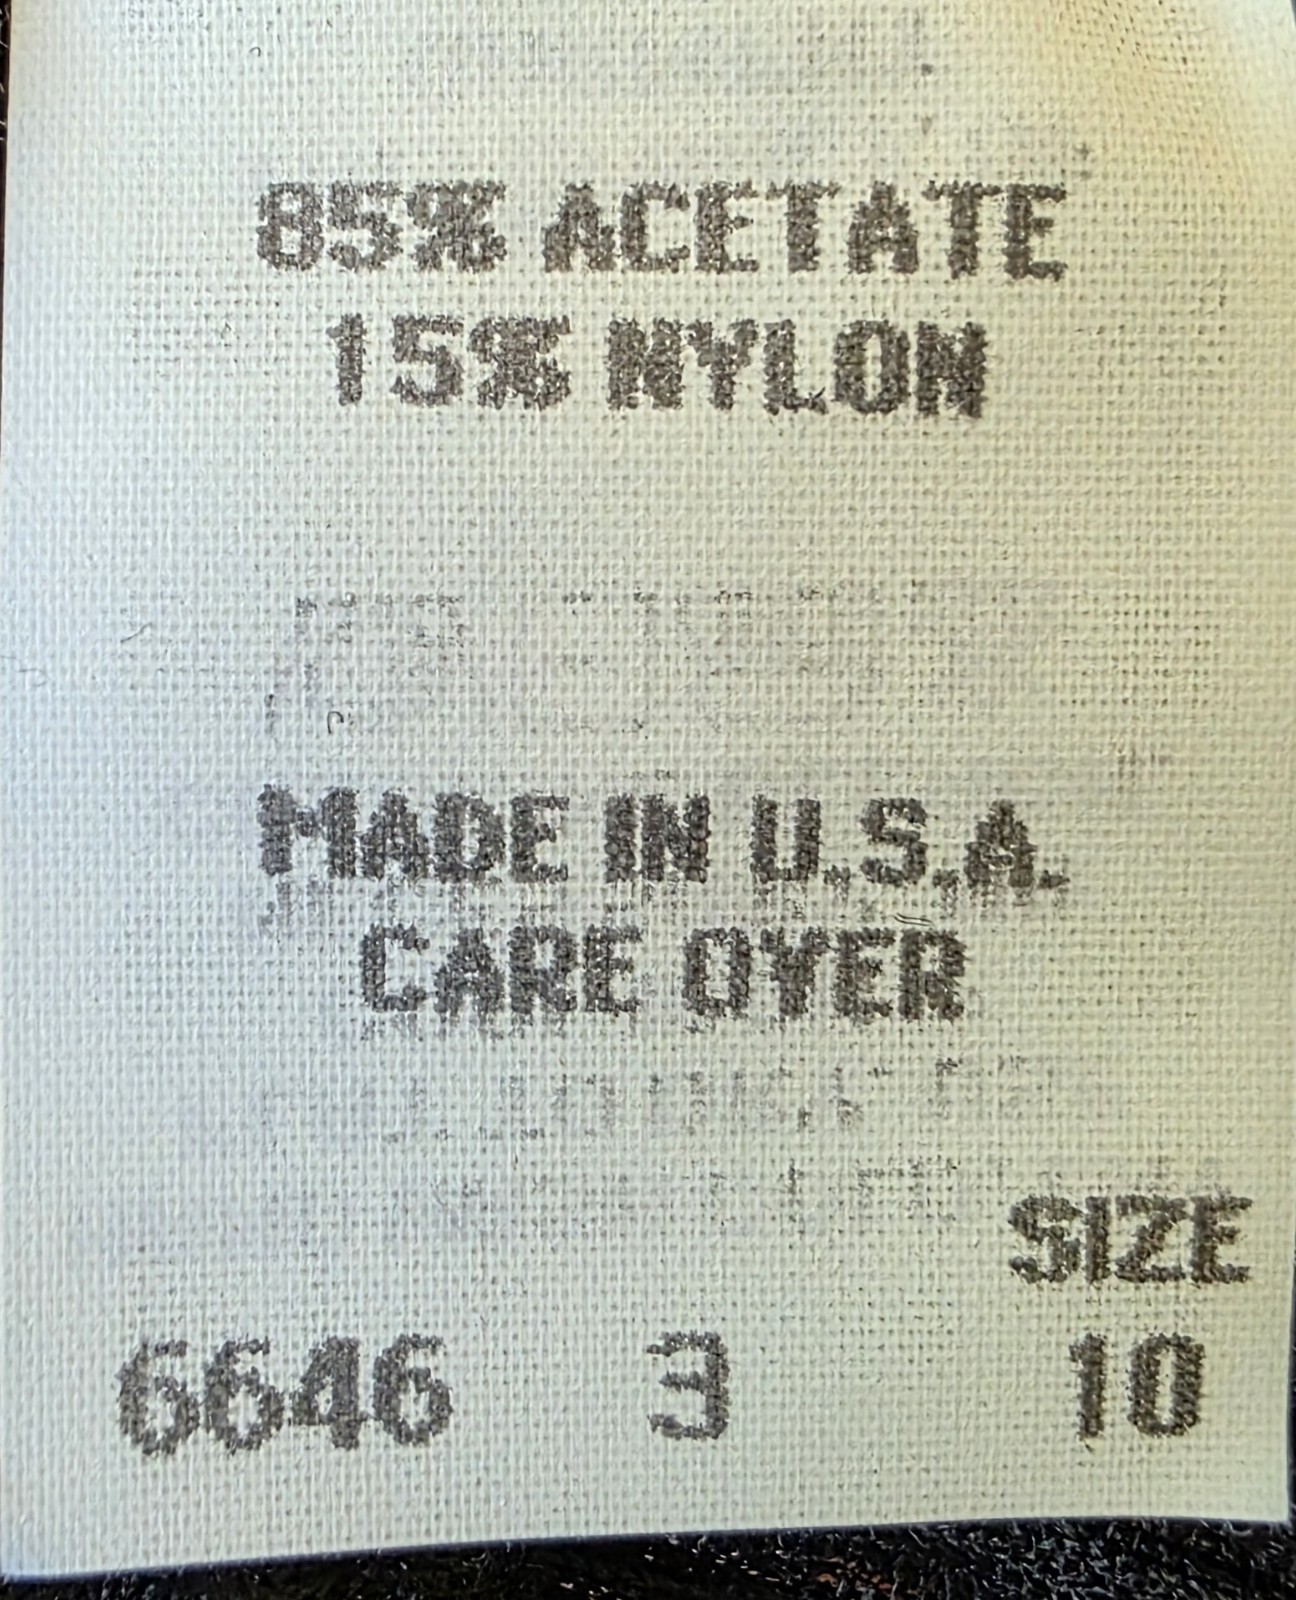 85% ACETATE
15% NYLON
MADE IN U.S.A.
CARE OVER
SIZE
6646 3 10